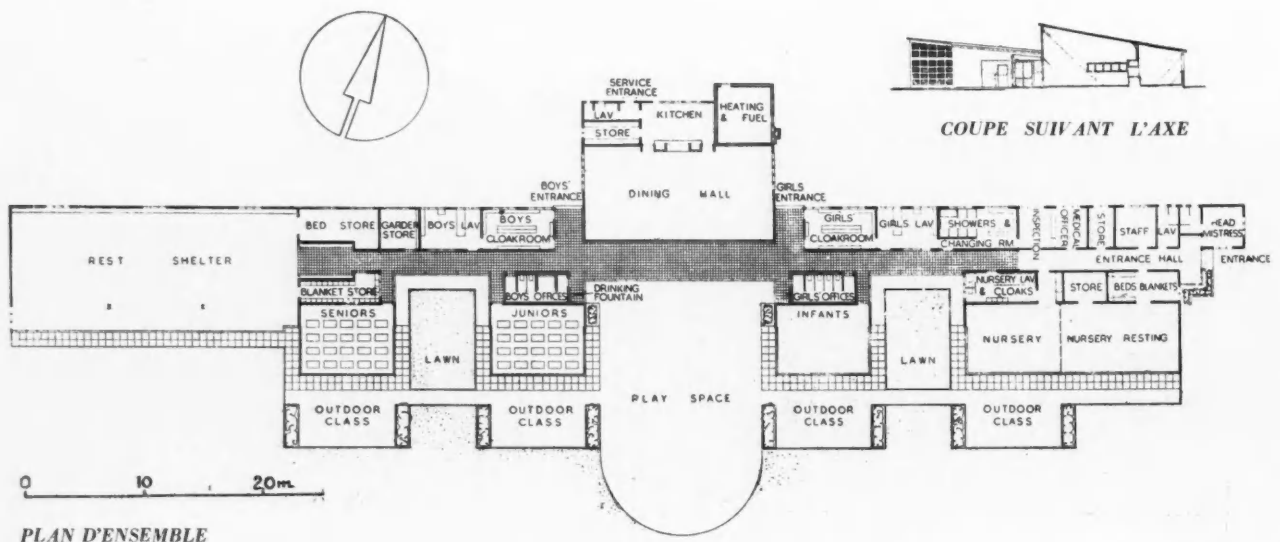 COUPE SUIVANT L'AXE
SERVICE
ENTRANCE
LAV
KITCHEN
HEATING
& FUEL
STORE
BOYS'
ENTRANCE
DINING HALL
GIRLS
ENTRANCE
BED STORE
GARDEN
STORE
BOYS LAV
BOYS
CLOAKROOM
GIRLS'
CLOAKROOM
GIRLS LAV
SHOWERS &
CHANGING RM
INSPECTION
MEDICAL
OFFICER
STORE
STAFF
LAV
HEAD
MISTRESS
REST SHELTER
ENTRANCE HALL
ENTRANCE
BLANKET STORE
BOYS OFFICES
DRINKING
FOUNTAIN
GIRLS OFFICES
NURSERY LAV
& CLOAKS
STORE
BEDS BLANKETS
SENIORS
JUNIORS
INFANTS
LAWN
LAWN
NURSERY
NURSERY RESTING
PLAY SPACE
OUTDOOR
CLASS
OUTDOOR
CLASS
OUTDOOR
CLASS
OUTDOOR
CLASS
0 10 20m
PLAN D'ENSEMBLE